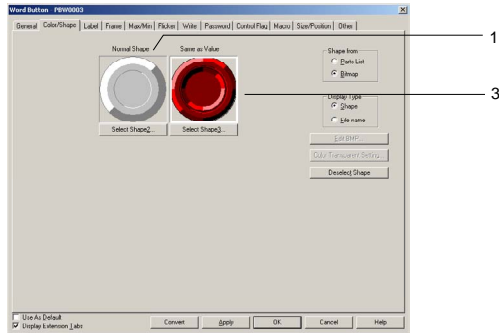 Word Button PBW0003
General Color/Shape Label Frame Max/Min Flicker Write Password Control Flag Macro Size/Position Other
Normal Shape Same as Value
Shape from
Parts List
Bitmap
Display Type
Shape
File name
Select Shape2... Select Shape3...
Edit BMP...
Color Transparent Setting...
Deselect Shape
Use As Default
Display Extension Tabs
Convert Apply OK Cancel Help
1
3